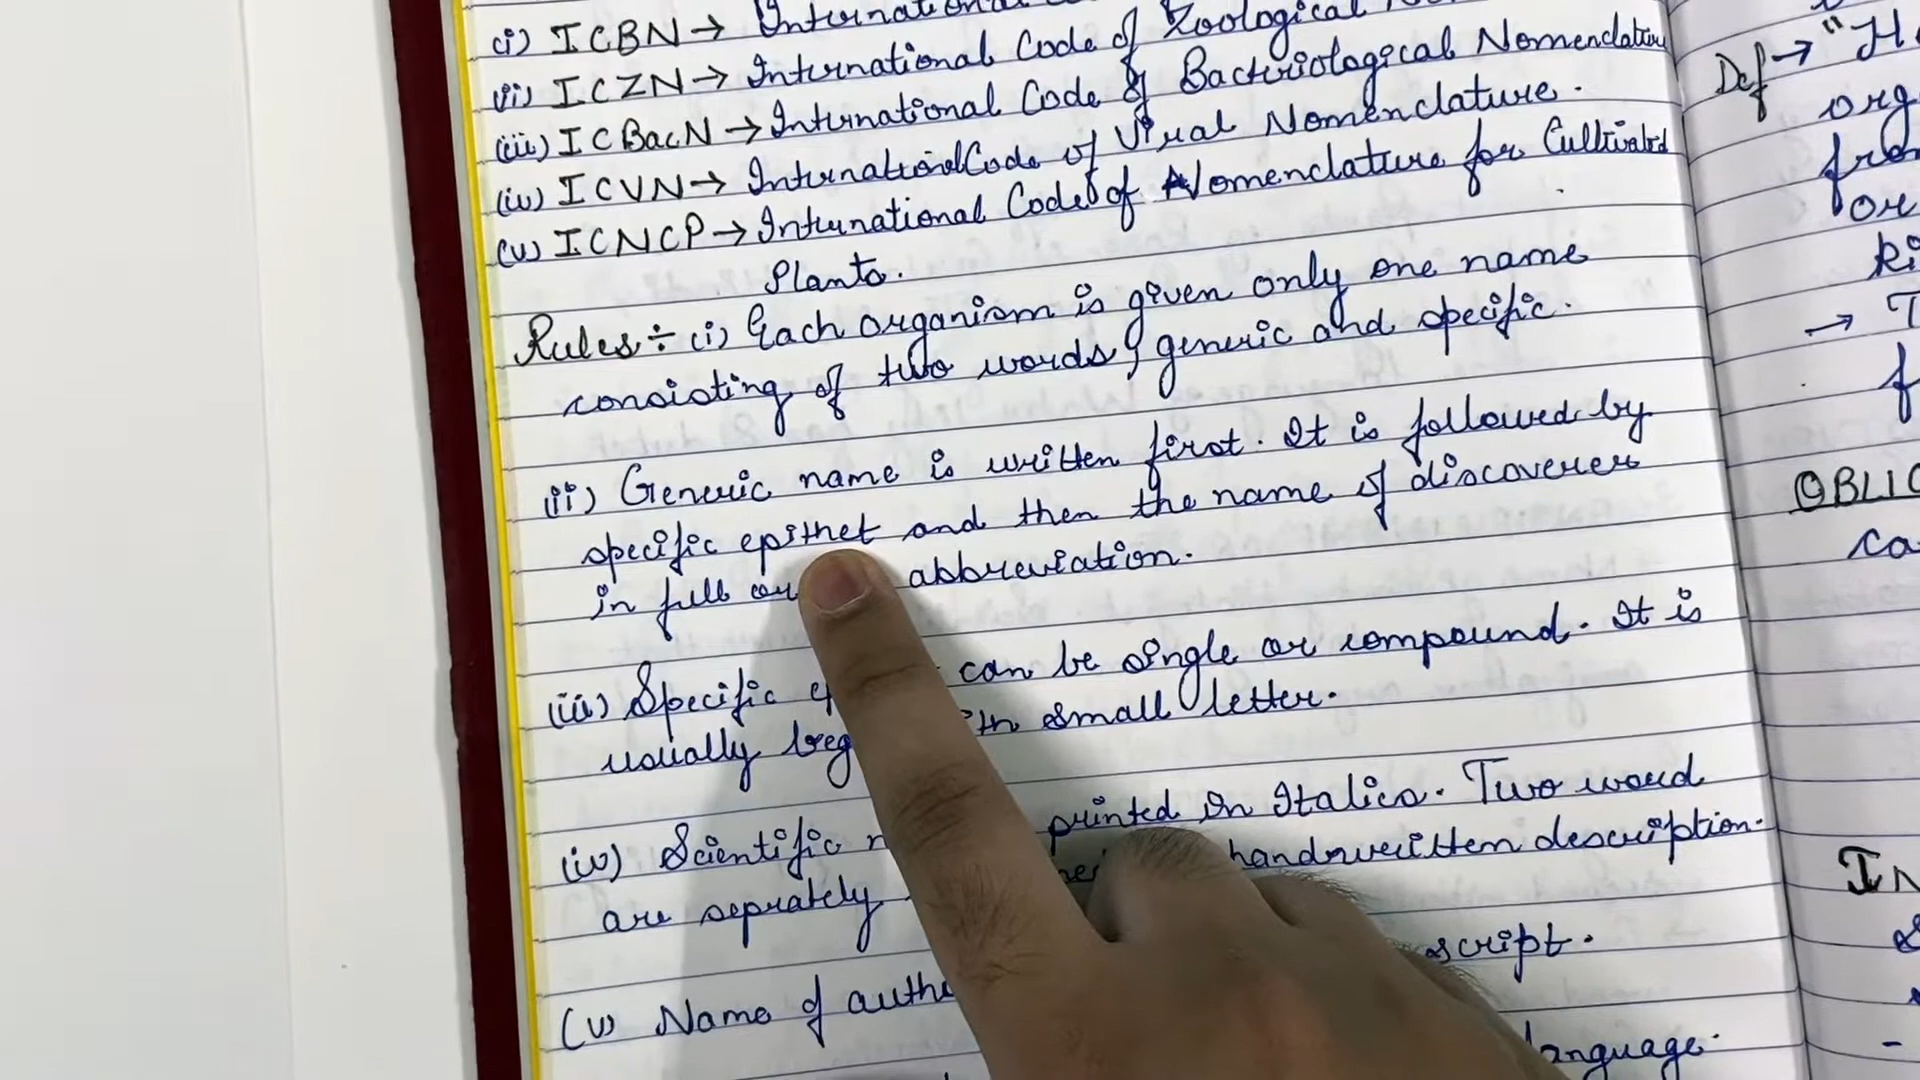 (i) ICBN → International
(ii) ICZN → International Code of Zoological
(iii) ICBacN → International Code of Bacteriological Nomenclature
(iv) ICVN → International Code of Viral Nomenclature.
(v) ICNCP → International Code of Nomenclature for Cultivated
Plants.
Rules ÷ (i) Each organism is given only one name
consisting of two words, generic and specific.
(ii) Generic name is written first. It is followed by
specific epithet and then the name of discoverer
in full or abbreviation.
(iii) Specific can be single or compound. It is
usually small letter.
(iv) Scientific printed in Italics. Two word
are seprately handwritten description.
(v) Name of script.
language.
Def → "H
org
fro
or
ki
→ T
f
OBLIG
ca
IN